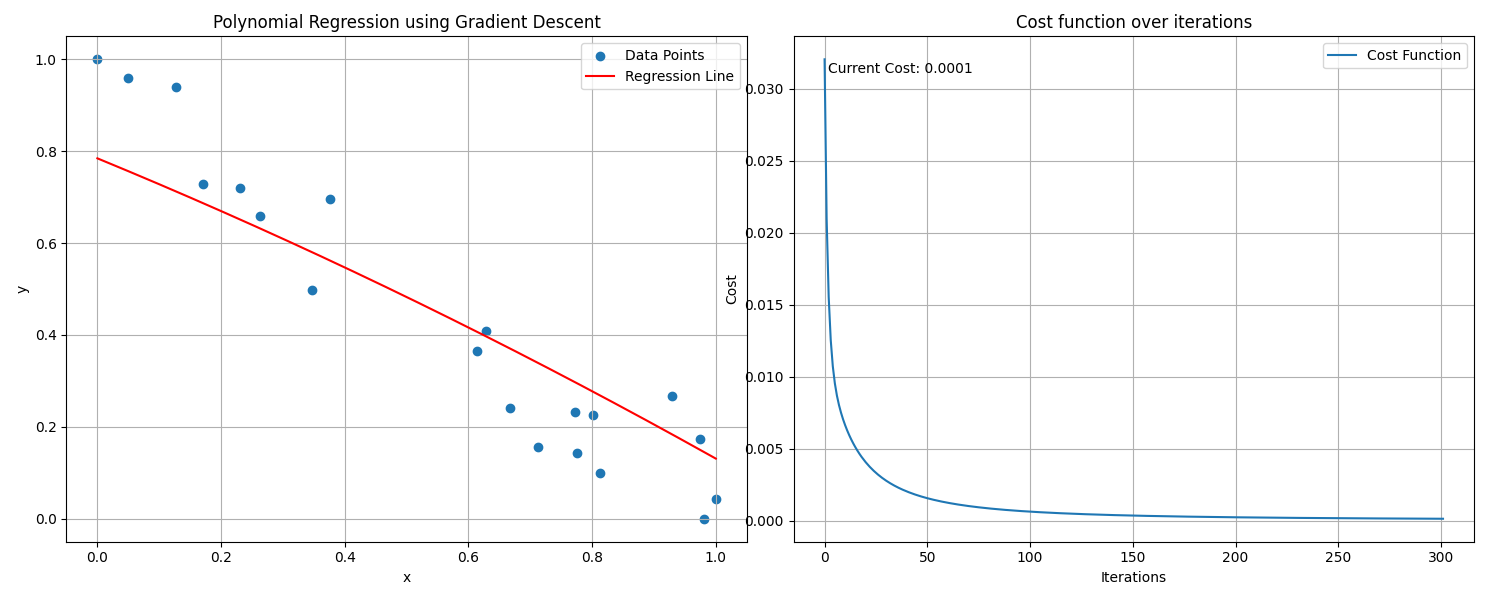 Polynomial Regression using Gradient Descent
Data Points
Regression Line
1.0
0.8
0.6
0.4
0.2
0.0
y
0.0 0.2 0.4 0.6 0.8 1.0
x
Cost function over iterations
Cost Function
Current Cost: 0.0001
0.030
0.025
0.020
0.015
0.010
0.005
0.000
Cost
0 50 100 150 200 250 300
Iterations